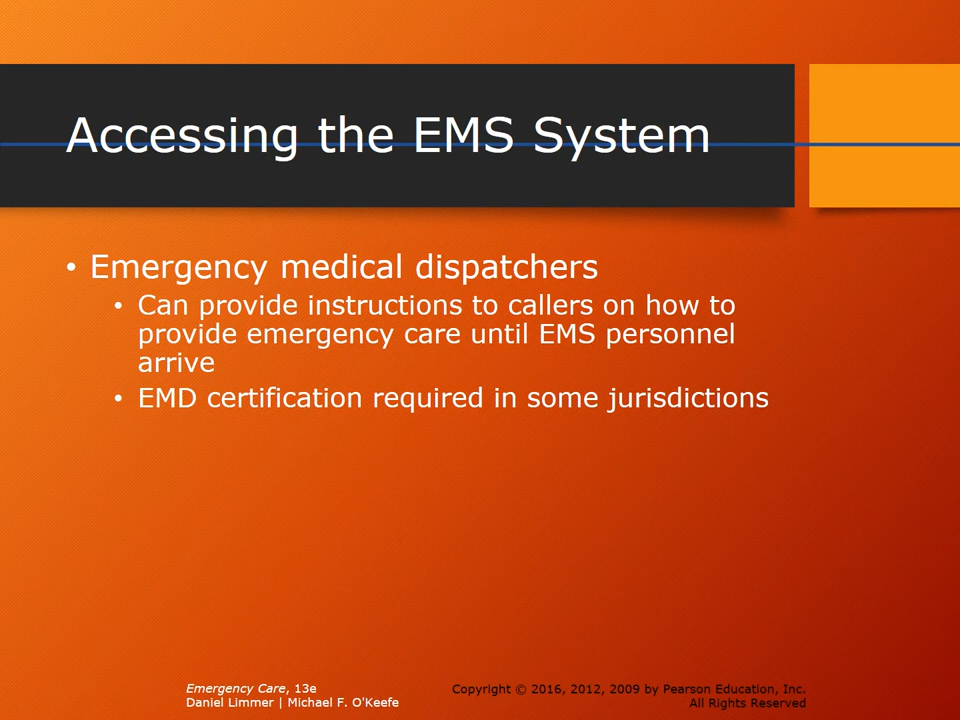 Accessing the EMS System
• Emergency medical dispatchers
• Can provide instructions to callers on how to
provide emergency care until EMS personnel
arrive
• EMD certification required in some jurisdictions
Emergency Care, 13e
Daniel Limmer | Michael F. O'Keefe
Copyright © 2016, 2012, 2009 by Pearson Education, Inc.
All Rights Reserved